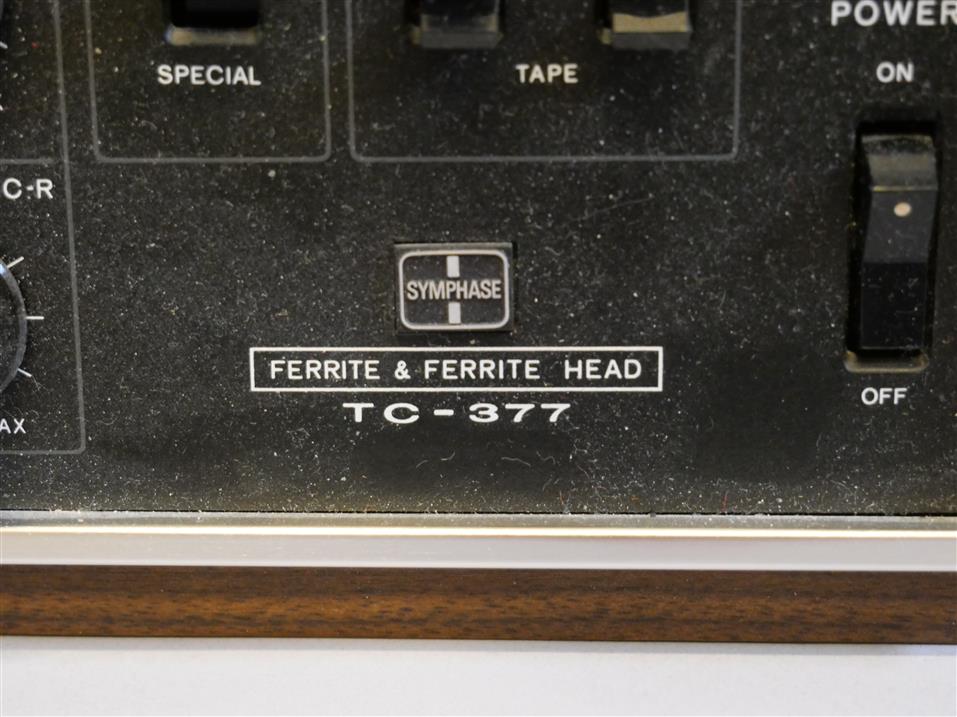 POWER
SPECIAL
TAPE
ON
C-R
SYMPHASE
FERRITE & FERRITE HEAD
TC-377
OFF
AX